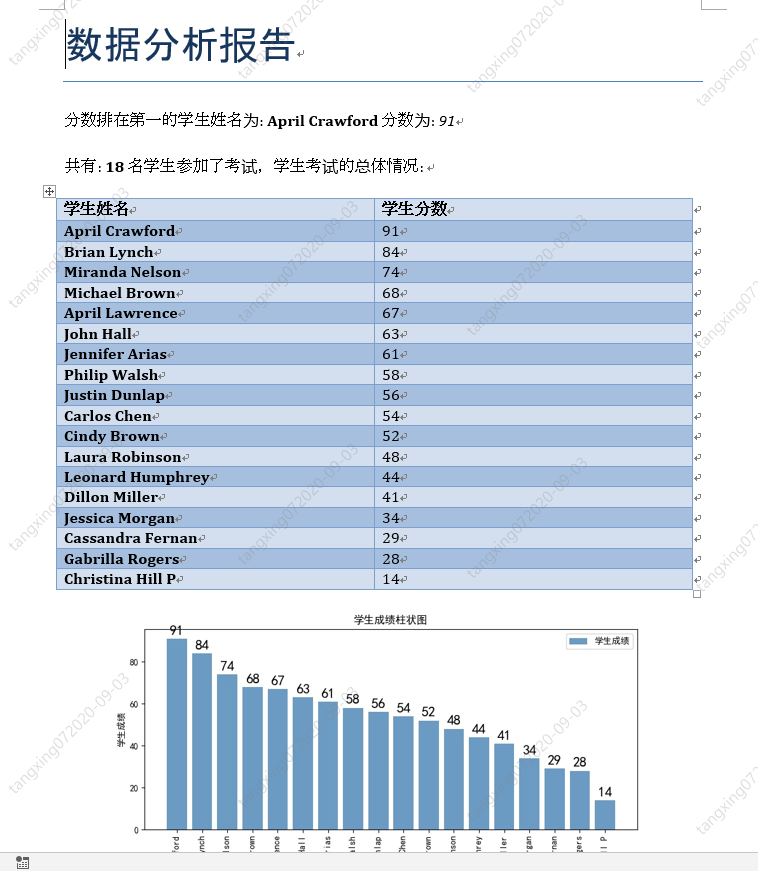 数据分析报告
分数排在第一的学生姓名为: April Crawford 分数为: 91
共有: 18 名学生参加了考试，学生考试的总体情况:
学生姓名 学生分数
April Crawford 91
Brian Lynch 84
Miranda Nelson 74
Michael Brown 68
April Lawrence 67
John Hall 63
Jennifer Arias 61
Philip Walsh 58
Justin Dunlap 56
Carlos Chen 54
Cindy Brown 52
Laura Robinson 48
Leonard Humphrey 44
Dillon Miller 41
Jessica Morgan 34
Cassandra Fernan 29
Gabrilla Rogers 28
Christina Hill P 14
学生成绩柱状图
学生成绩
91 84 74 68 67 63 61 58 56 54 52 48 44 41 34 29 28 14
学生成绩
80
60
40
20
0
tangxing072020-09-03